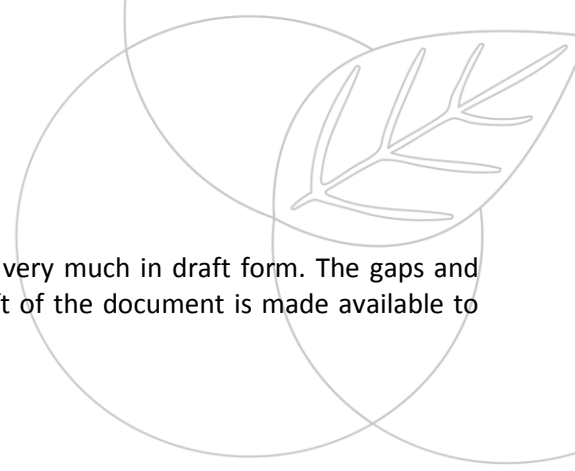 very much in draft form. The gaps and
of the document is made available to